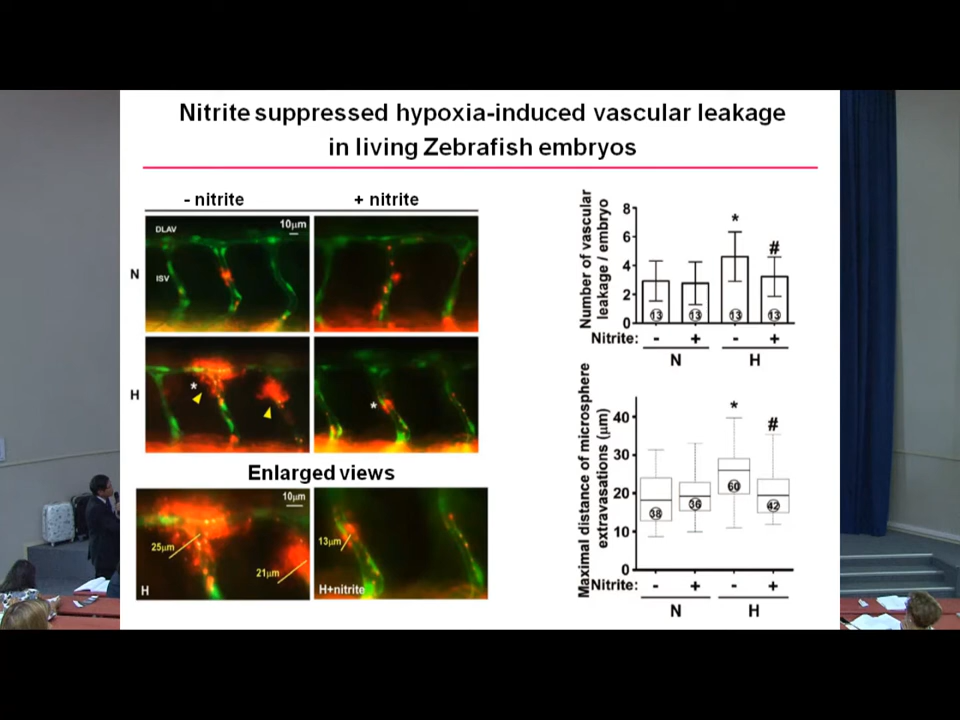 Nitrite suppressed hypoxia-induced vascular leakage
in living Zebrafish embryos
- nitrite
+ nitrite
N
DLAV
10μm
ISV
H
*
*
Enlarged views
10μm
25μm
21μm
H
13μm
H+nitrite
Number of vascular
leakage / embryo
8
6
4
2
0
*
#
13
13
13
13
Nitrite: - + - +
N H
Maximal distance of microsphere
extravasations (μm)
40
30
20
10
0
*
#
38
36
60
42
Nitrite: - + - +
N H